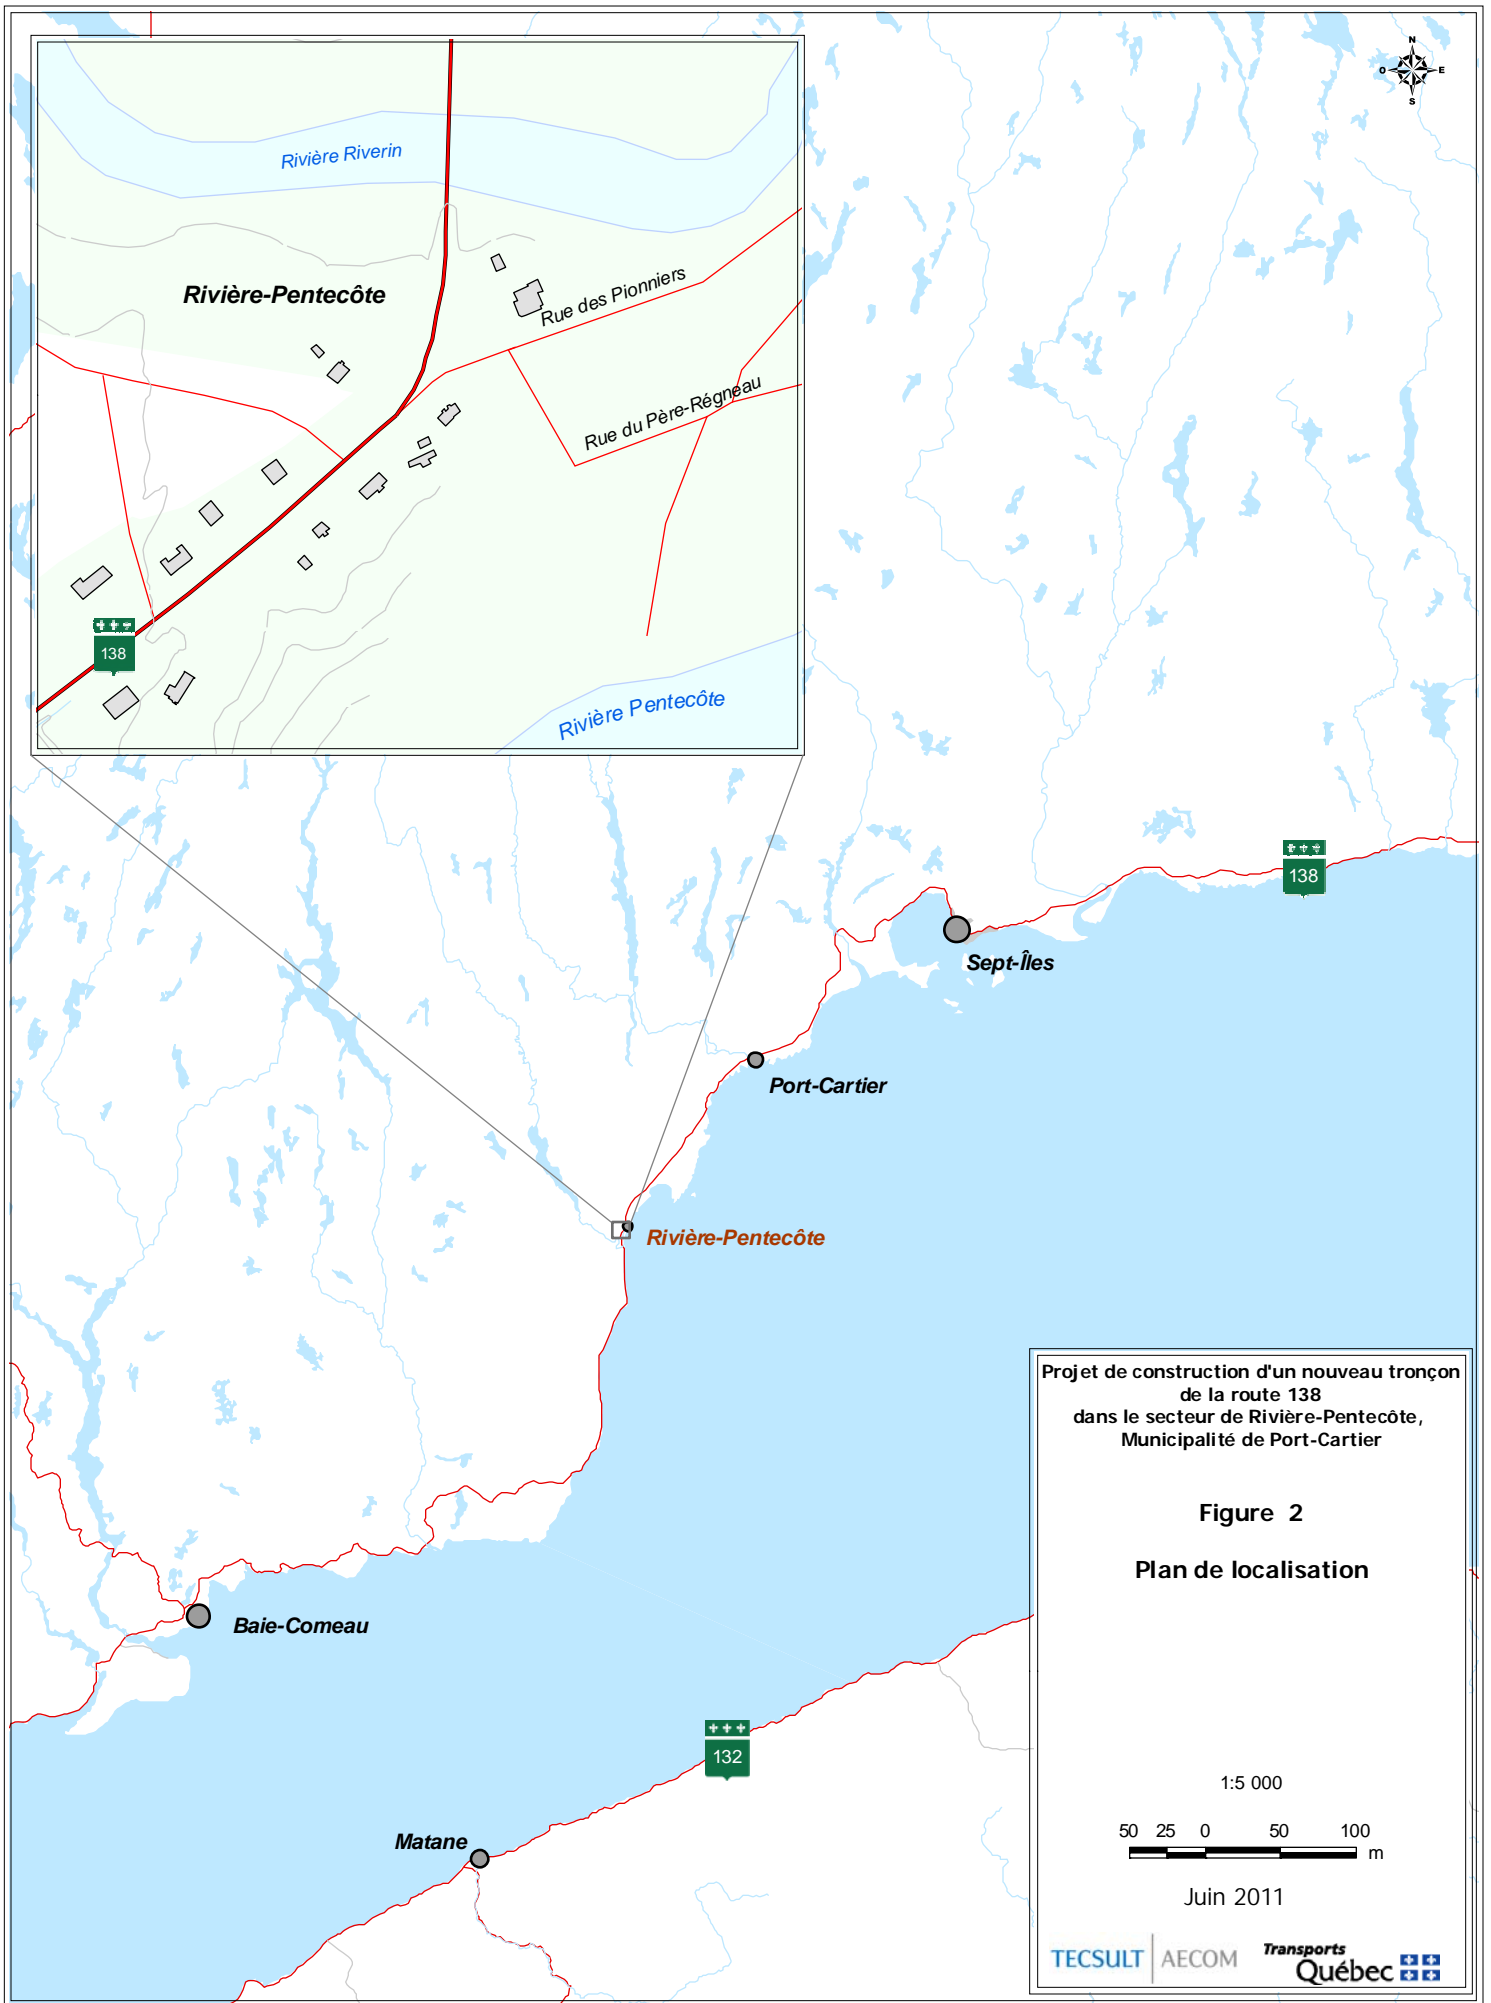 N
O E
S
Rivière Riverin
Rivière-Pentecôte
Rue des Pionniers
Rue du Père-Régneau
138
Rivière Pentecôte
138
Sept-Îles
Port-Cartier
Rivière-Pentecôte
Baie-Comeau
132
Matane
Projet de construction d'un nouveau tronçon
de la route 138
dans le secteur de Rivière-Pentecôte,
Municipalité de Port-Cartier
Figure 2
Plan de localisation
1:5 000
50 25 0 50 100
m
Juin 2011
TECSULT AECOM
Transports
Québec